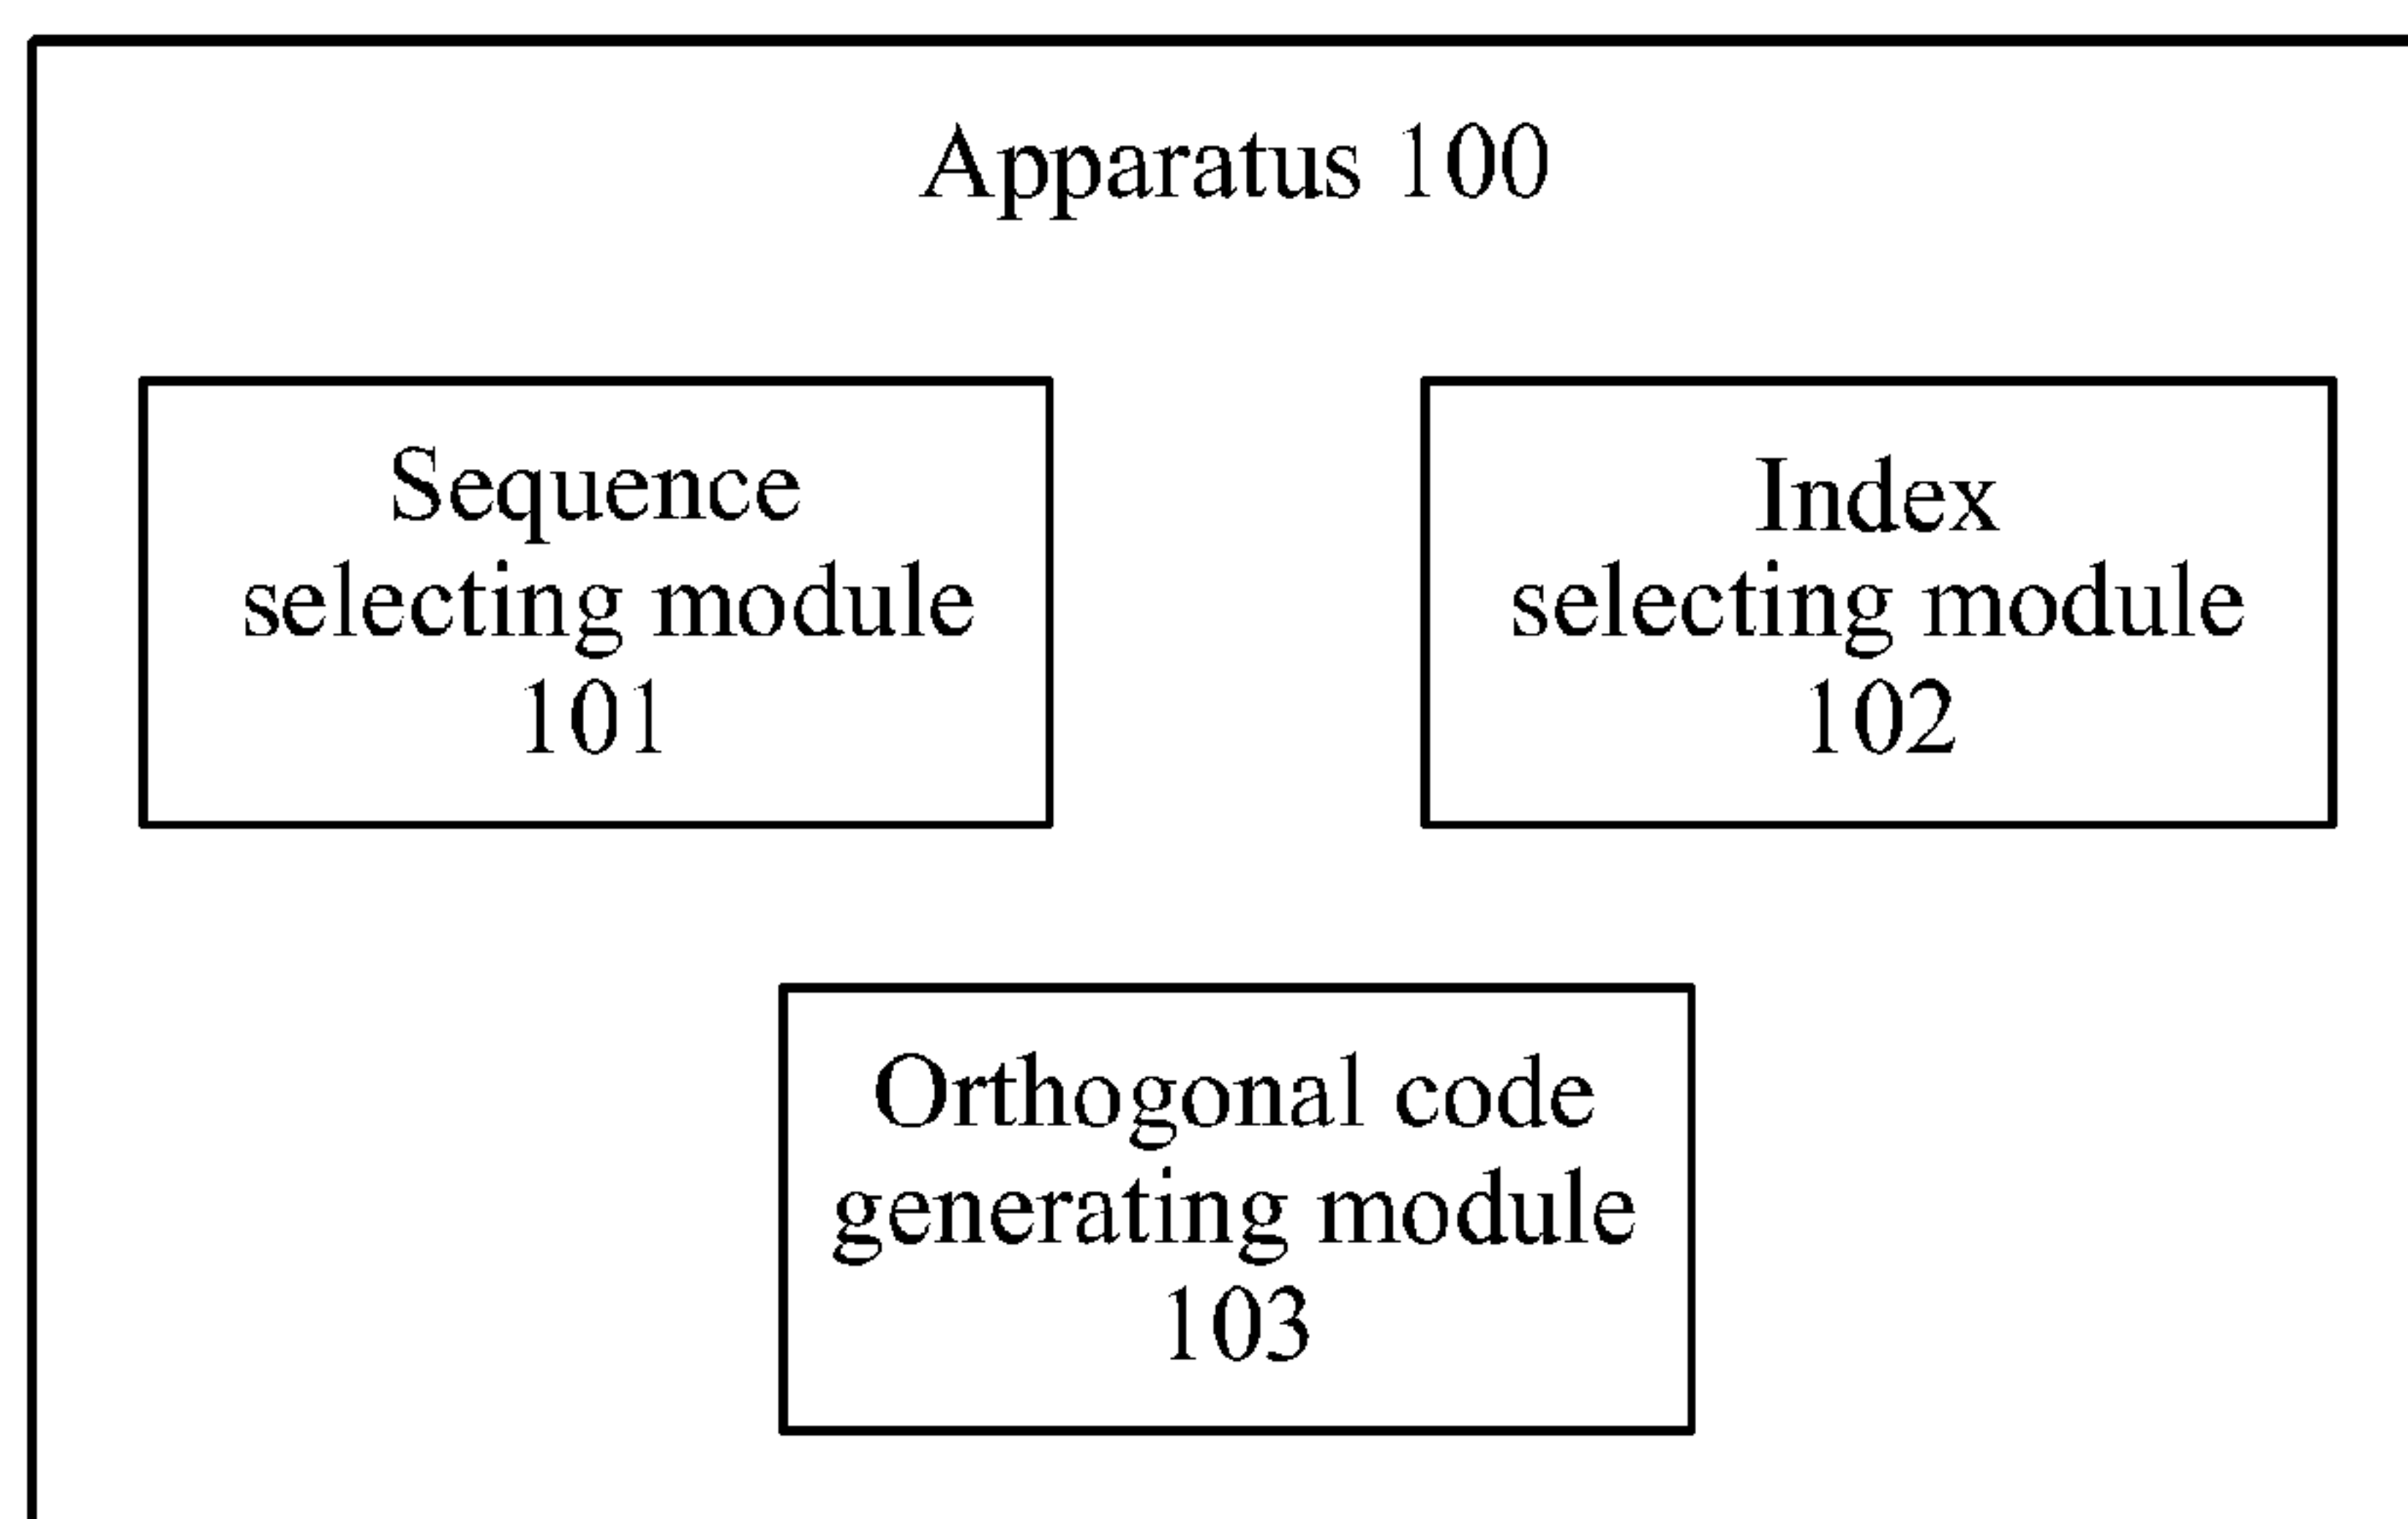 Apparatus 100
Sequence
selecting module
101
Index
selecting module
102
Orthogonal code
generating module
103